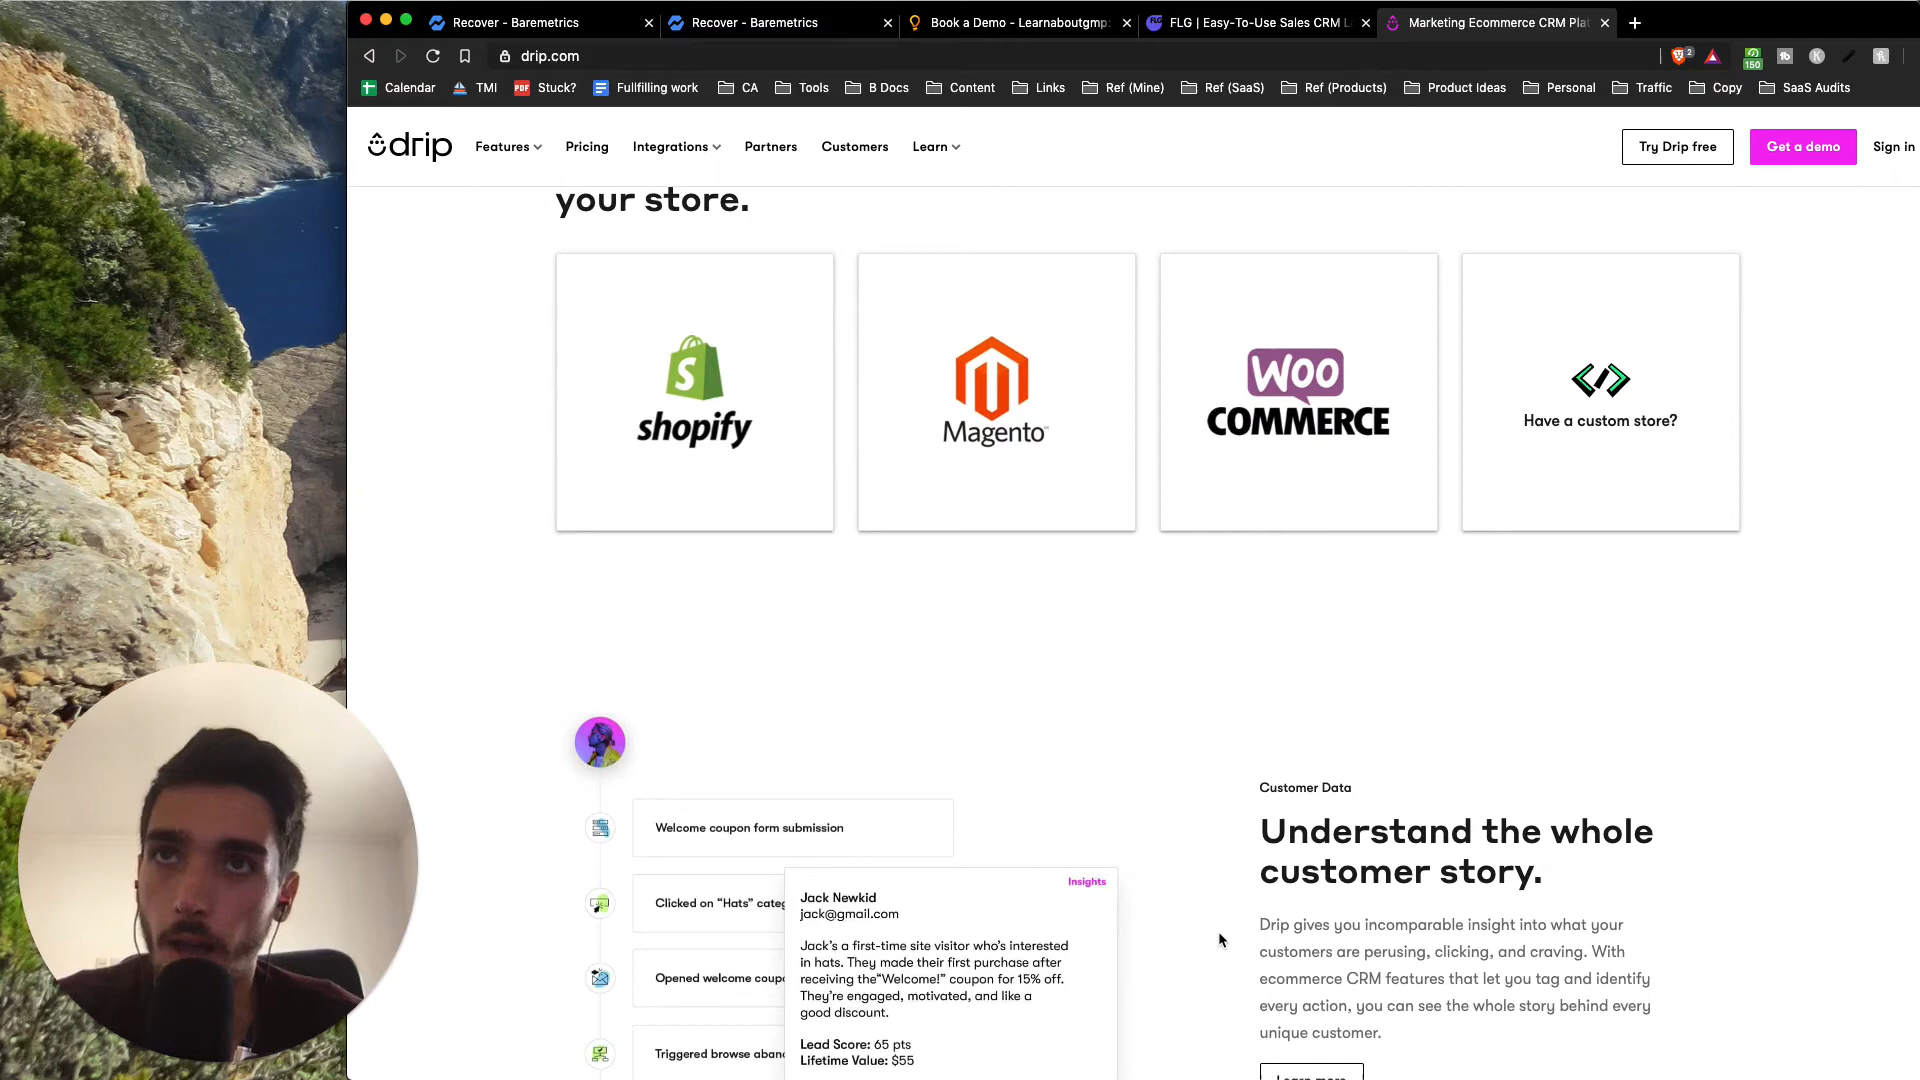 Recover - Baremetrics
Recover - Baremetrics
Book a Demo - Learnaboutgmp
FLG | Easy-To-Use Sales CRM
Marketing Ecommerce CRM Plat
drip.com
2
150
Calendar
TMI
PDF
Stuck?
Fullfilling work
CA
Tools
B Docs
Content
Links
Ref (Mine)
Ref (SaaS)
Ref (Products)
Product Ideas
Personal
Traffic
Copy
SaaS Audits
drip
Features
Pricing
Integrations
Partners
Customers
Learn
Try Drip free
Get a demo
Sign in
your store.
shopify
Magento
WOO
COMMERCE
Have a custom store?
Welcome coupon form submission
Clicked on “Hats” categ
Opened welcome coupo
Triggered browse aban
Insights
Jack Newkid
jack@gmail.com
Jack’s a first-time site visitor who’s interested
in hats. They made their first purchase after
receiving the“Welcome!” coupon for 15% off.
They’re engaged, motivated, and like a
good discount.
Lead Score: 65 pts
Lifetime Value: $55
Customer Data
Understand the whole
customer story.
Drip gives you incomparable insight into what your
customers are perusing, clicking, and craving. With
ecommerce CRM features that let you tag and identify
every action, you can see the whole story behind every
unique customer.
Learn more